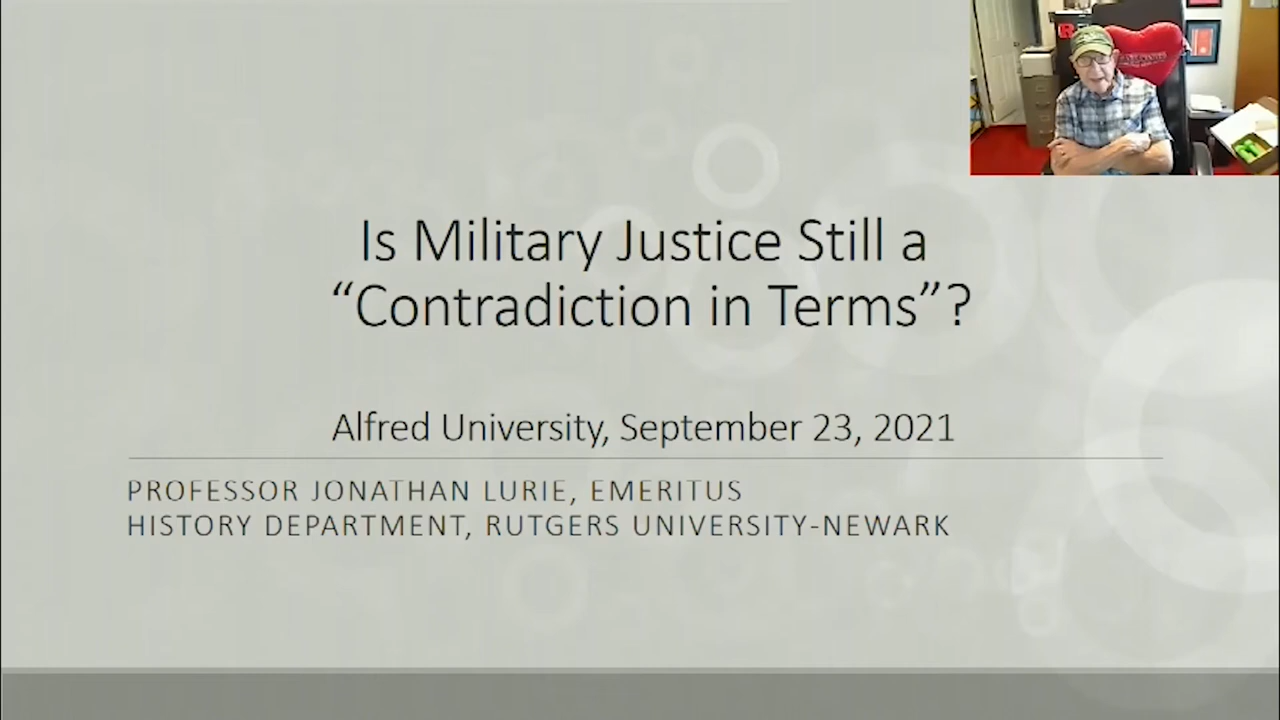 Is Military Justice Still a
“Contradiction in Terms”?
Alfred University, September 23, 2021
PROFESSOR JONATHAN LURIE, EMERITUS
HISTORY DEPARTMENT, RUTGERS UNIVERSITY-NEWARK